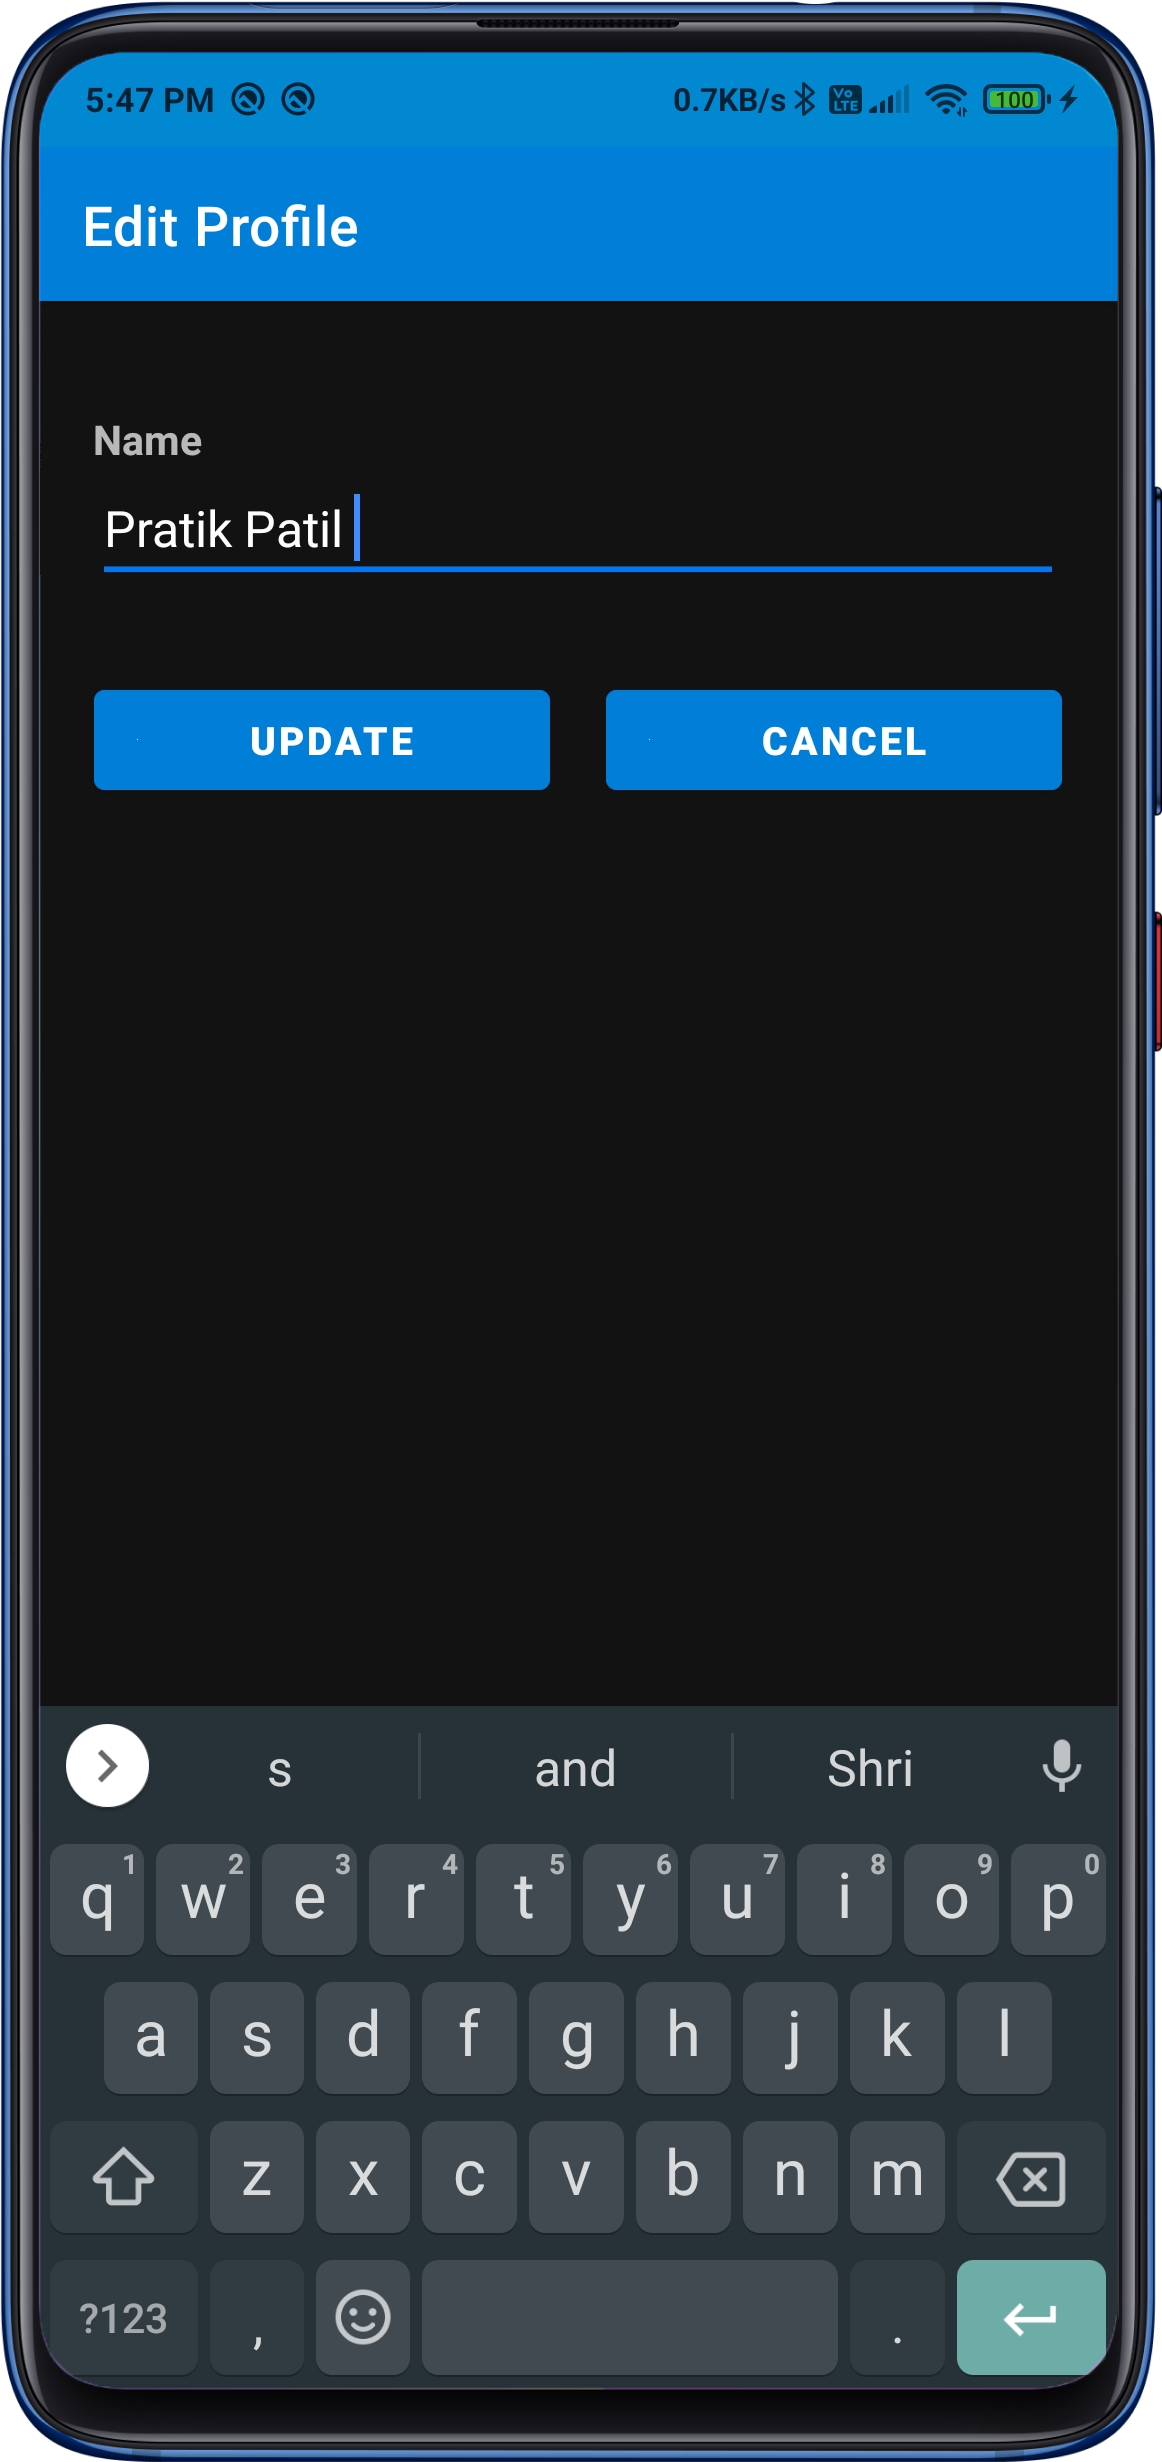 5:47 PM 0.7KB/s Vo LTE 100
Edit Profile
Name
Pratik Patil
UPDATE CANCEL
s and Shri
1 2 3 4 5 6 7 8 9 0
q w e r t y u i o p
a s d f g h j k l
z x c v b n m
?123 , .